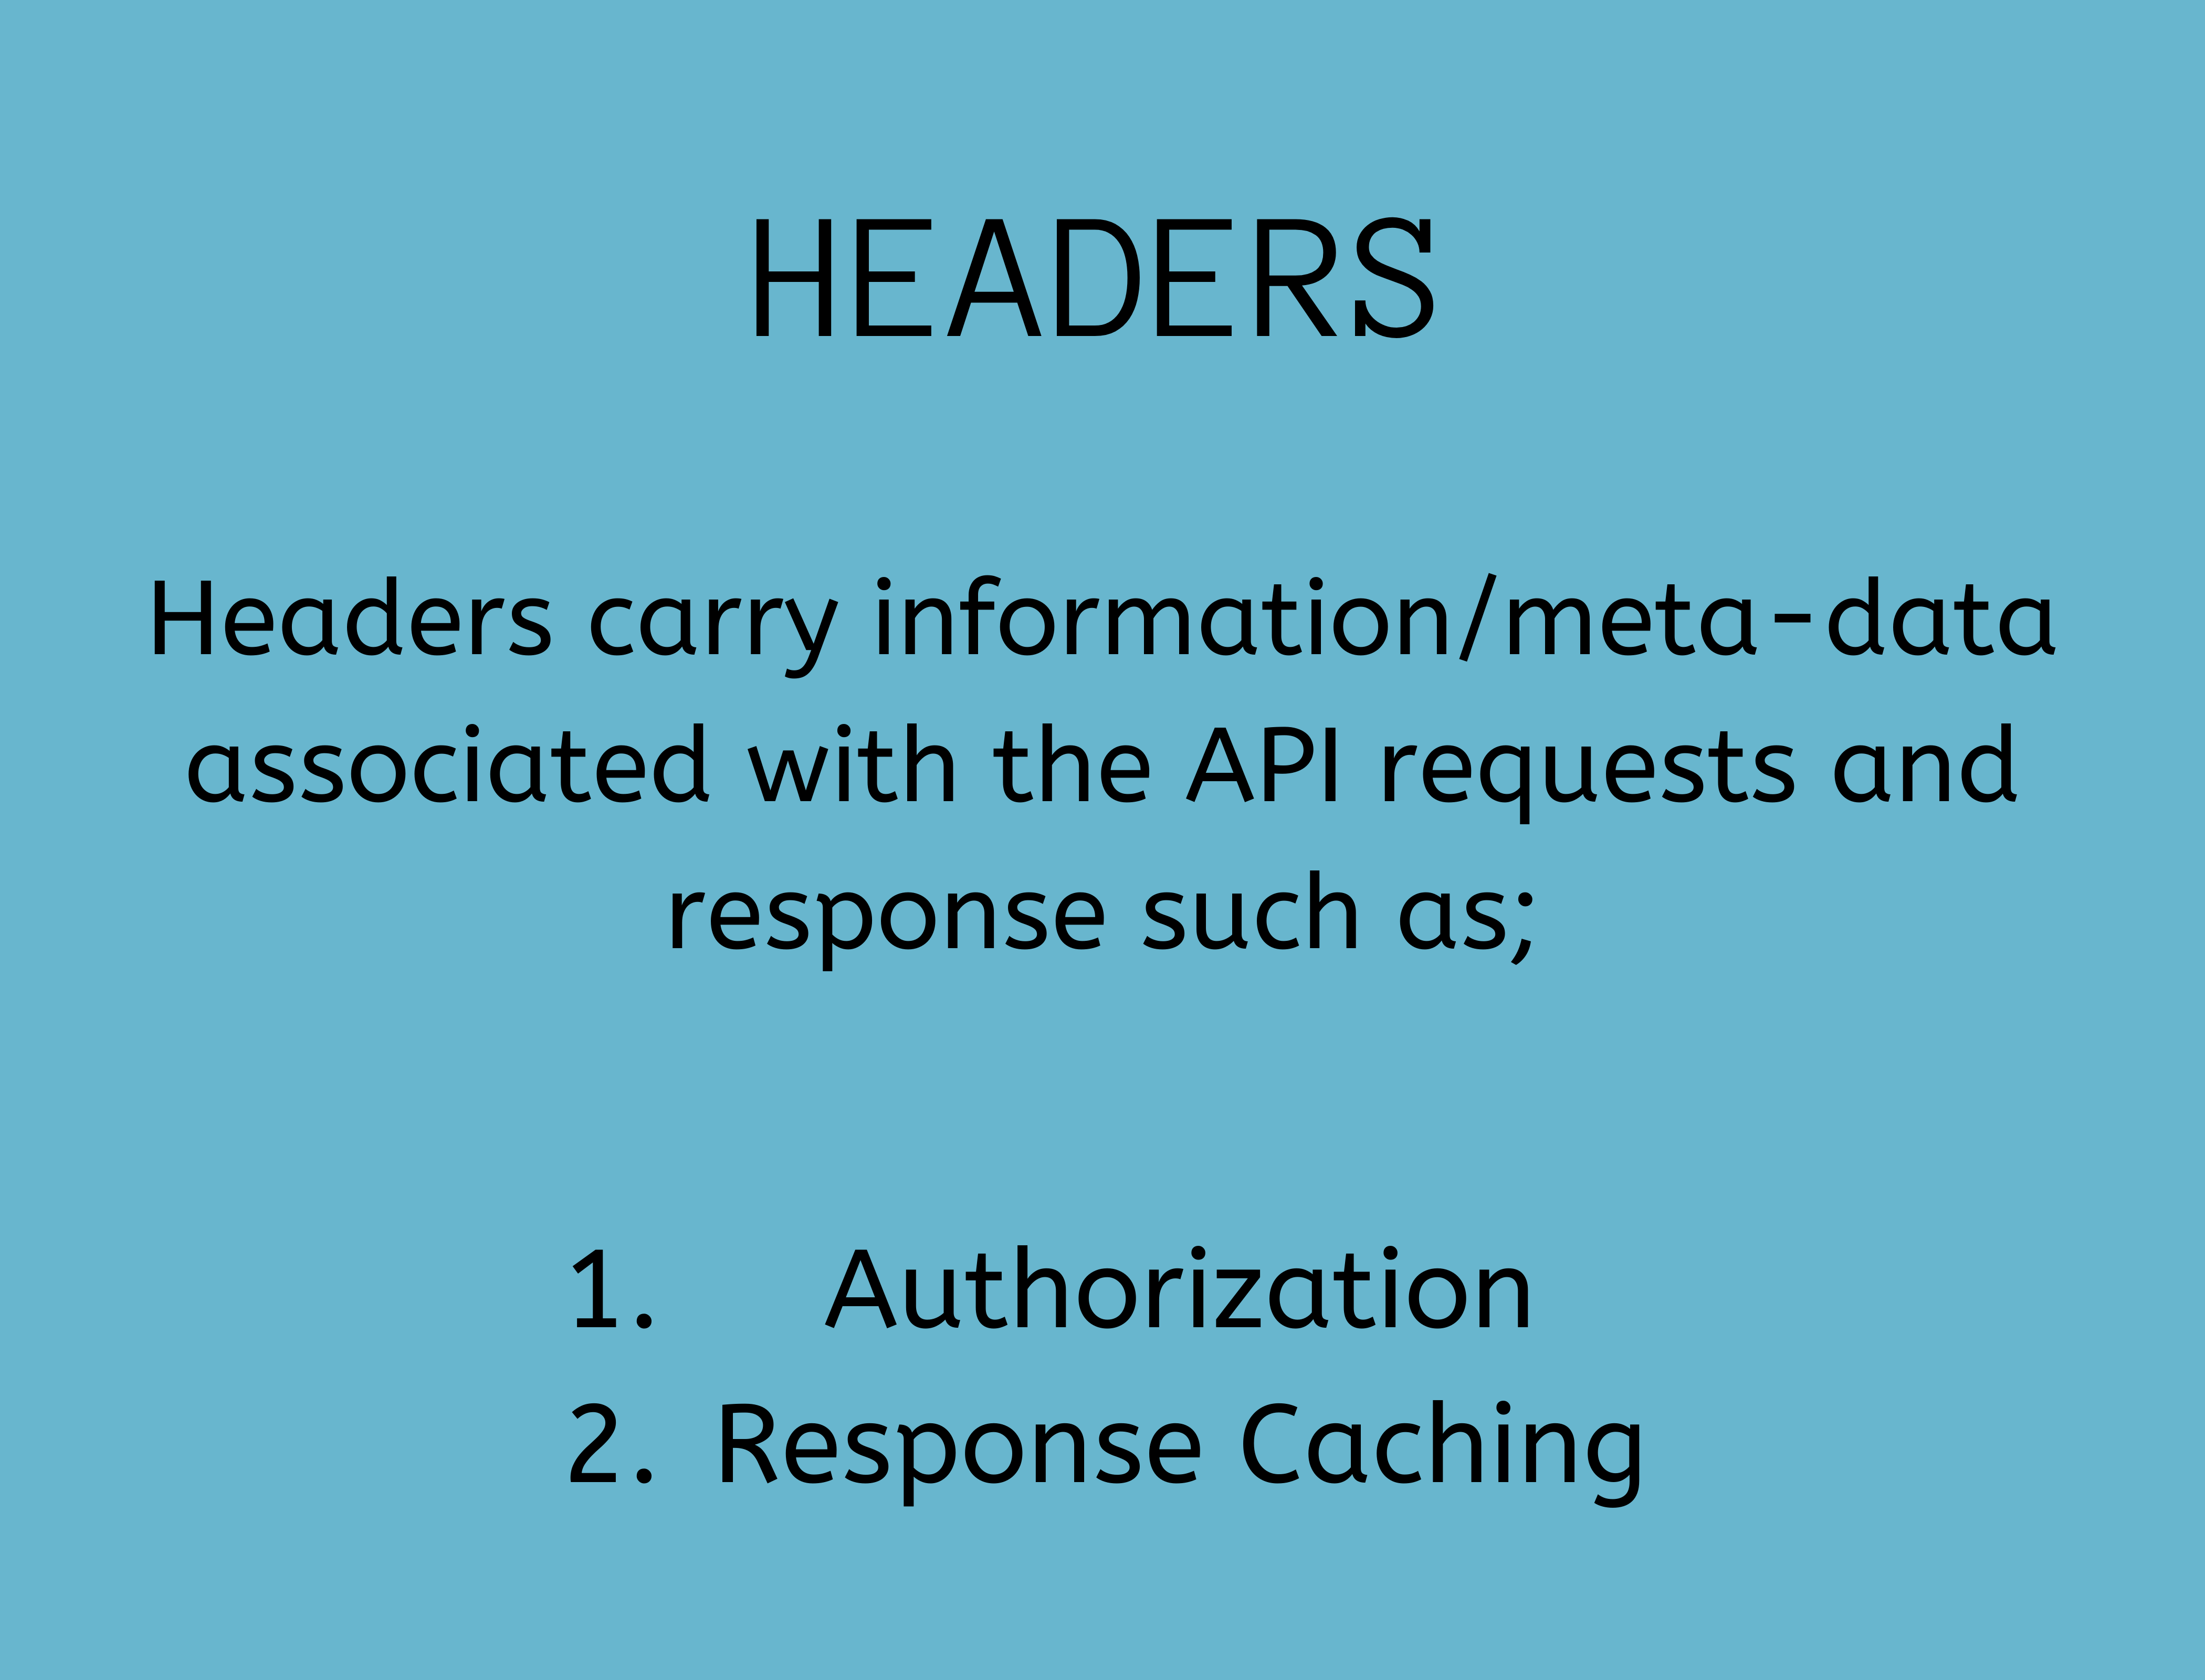 HEADERS
Headers carry information/meta-data
associated with the API requests and
response such as;
1. Authorization
2. Response Caching